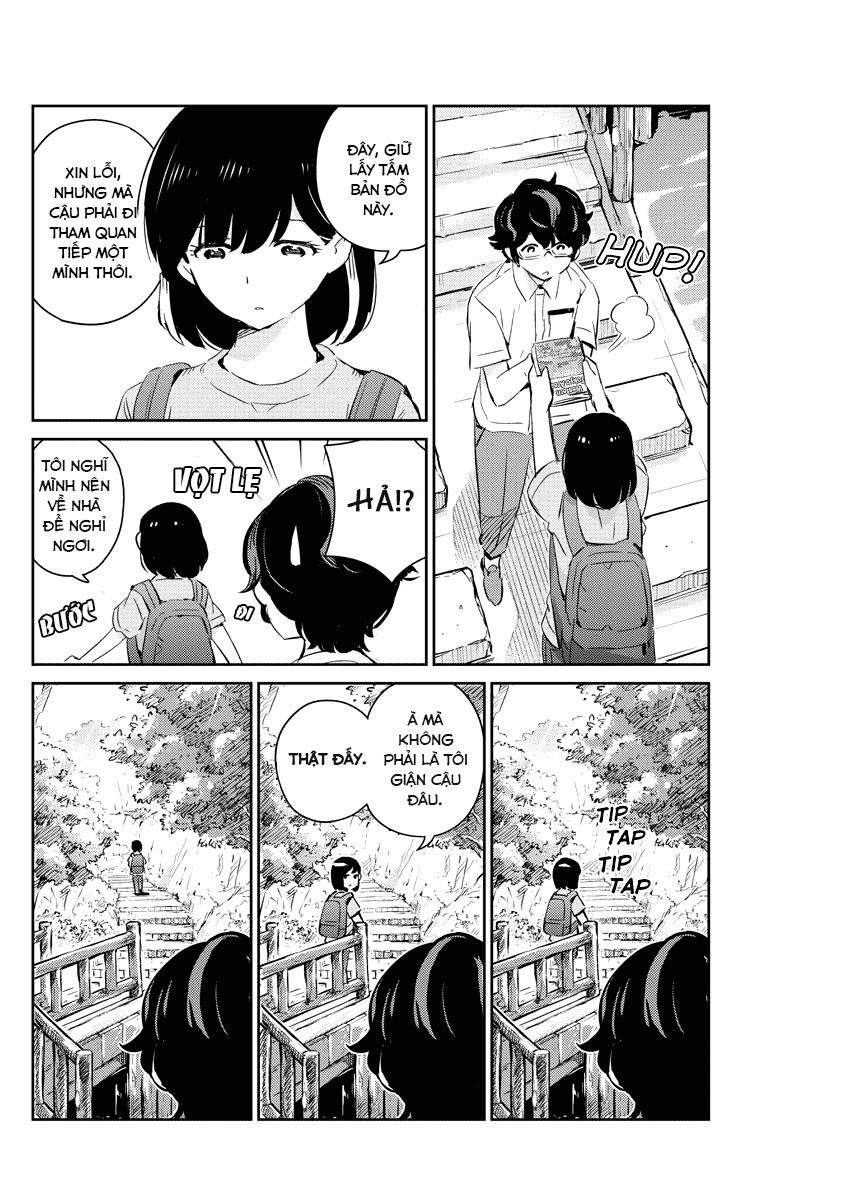 HUP!
ĐÂY, GIỮ
LẤY TẤM
BẢN ĐỒ
NÀY.
XIN LỖI,
NHƯNG MÀ
CẬU PHẢI ĐI
THAM QUAN
TIẾP MỘT
MÌNH THÔI.
HẢ!?
VỌT LẸ
TÔI NGHĨ
MÌNH NÊN
VỀ NHÀ
ĐỂ NGHỈ
NGƠI.
ĐI
BƯỚC
TIP
TAP
TIP
TAP
À MÀ
KHÔNG
PHẢI LÀ TÔI
GIẬN CẬU
ĐÂU.
THẬT ĐẤY.